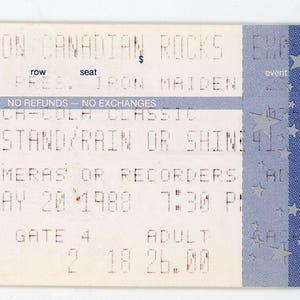 ON CANADIAN ROCKS
$
row seat event
PRES. IRON MAIDEN
NO REFUNDS — NO EXCHANGES
CA-COLA CLASSIC
STAND/RAIN OR SHINE
MERAS OR RECORDERS
AY 20 1988 7:30 P
GATE 4 ADULT
2 18 26.00